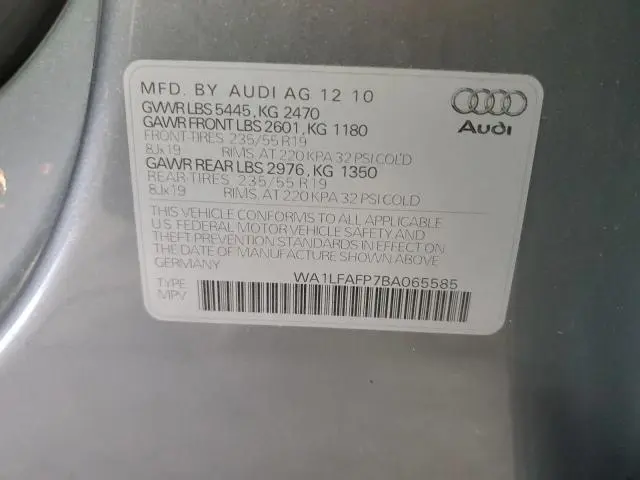 MFD. BY AUDI AG 12 10
GVWR LBS 5445, KG 2470
GAWR FRONT LBS 2601, KG 1180
FRONT-TIRES 235/55 R19
8Jx19 RIMS, AT 220 KPA 32 PSI COLD
GAWR REAR LBS 2976, KG 1350
REAR-TIRES 235/55 R19
8Jx19 RIMS, AT 220 KPA 32 PSI COLD
THIS VEHICLE CONFORMS TO ALL APPLICABLE
U.S. FEDERAL MOTOR VEHICLE SAFETY AND
THEFT PREVENTION STANDARDS IN EFFECT ON
THE DATE OF MANUFACTURE SHOWN ABOVE.
GERMANY
WA1LFAFP7BA065585
TYPE
MPV
Audi